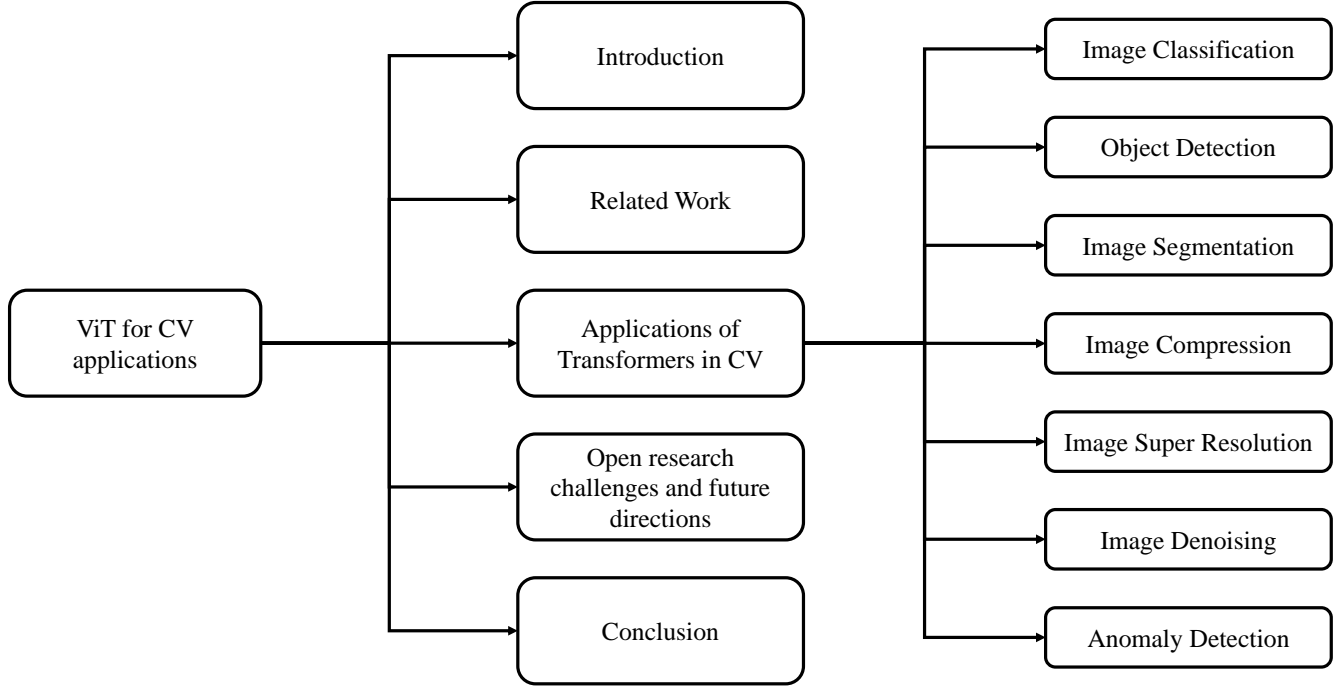 ViT for CV
applications
Introduction
Related Work
Applications of
Transformers in CV
Open research
challenges and future
directions
Conclusion
Image Classification
Object Detection
Image Segmentation
Image Compression
Image Super Resolution
Image Denoising
Anomaly Detection